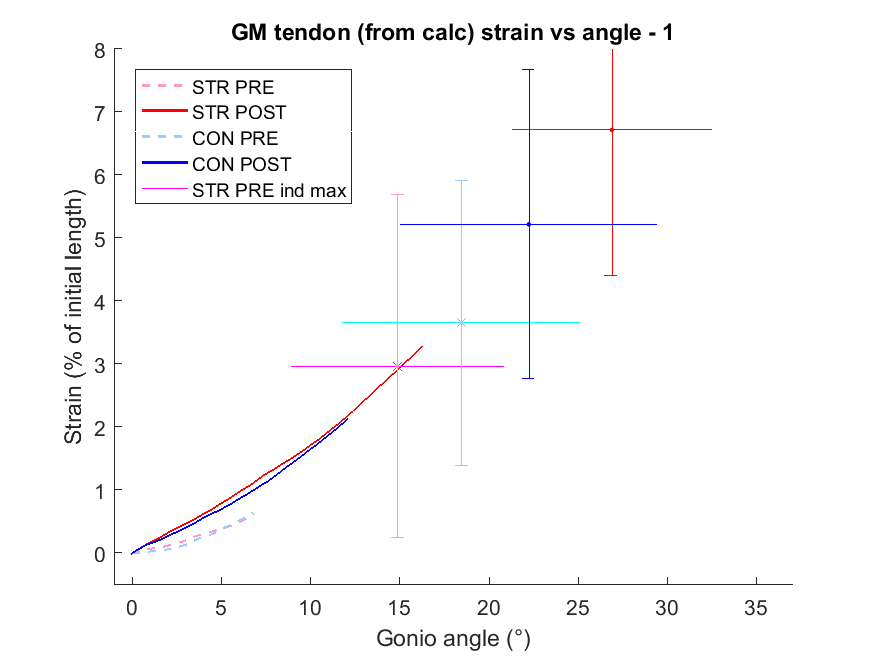 GM tendon (from calc) strain vs angle - 1
8
7
6
5
4
3
2
1
0
Strain (% of initial length)
STR PRE
STR POST
CON PRE
CON POST
STR PRE ind max
0 5 10 15 20 25 30 35
Gonio angle (°)